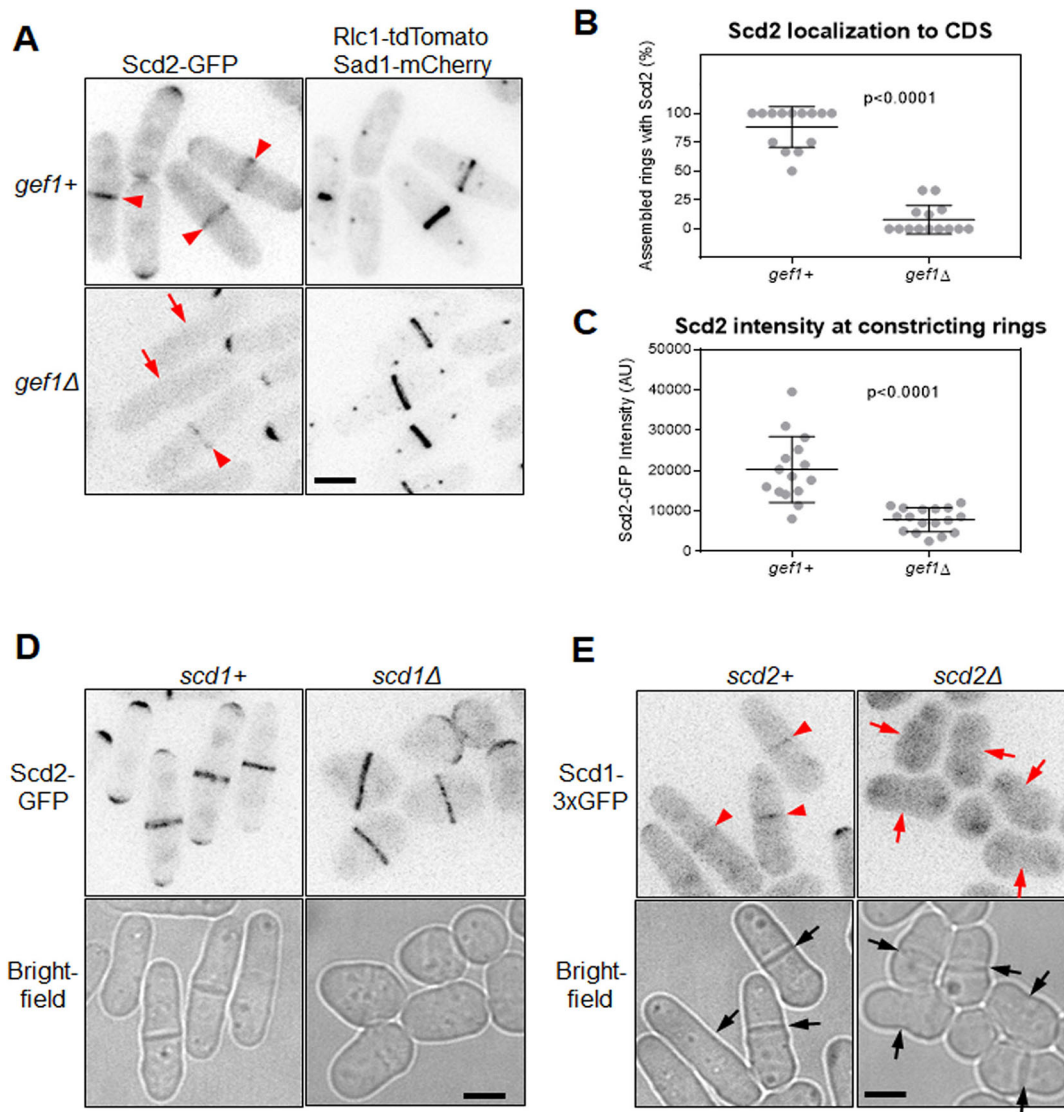 A
Scd2-GFP
Rlc1-tdTomato
Sad1-mCherry
gef1+
gef1Δ
B
Scd2 localization to CDS
Assembled rings with Scd2 (%)
100
75
50
25
0
p<0.0001
gef1+
gef1Δ
C
Scd2 intensity at constricting rings
Scd2-GFP Intensity (AU)
50000
40000
30000
20000
10000
0
p<0.0001
gef1+
gef1Δ
D
scd1+
scd1Δ
Scd2-
GFP
Bright-
field
E
scd2+
scd2Δ
Scd1-
3xGFP
Bright-
field